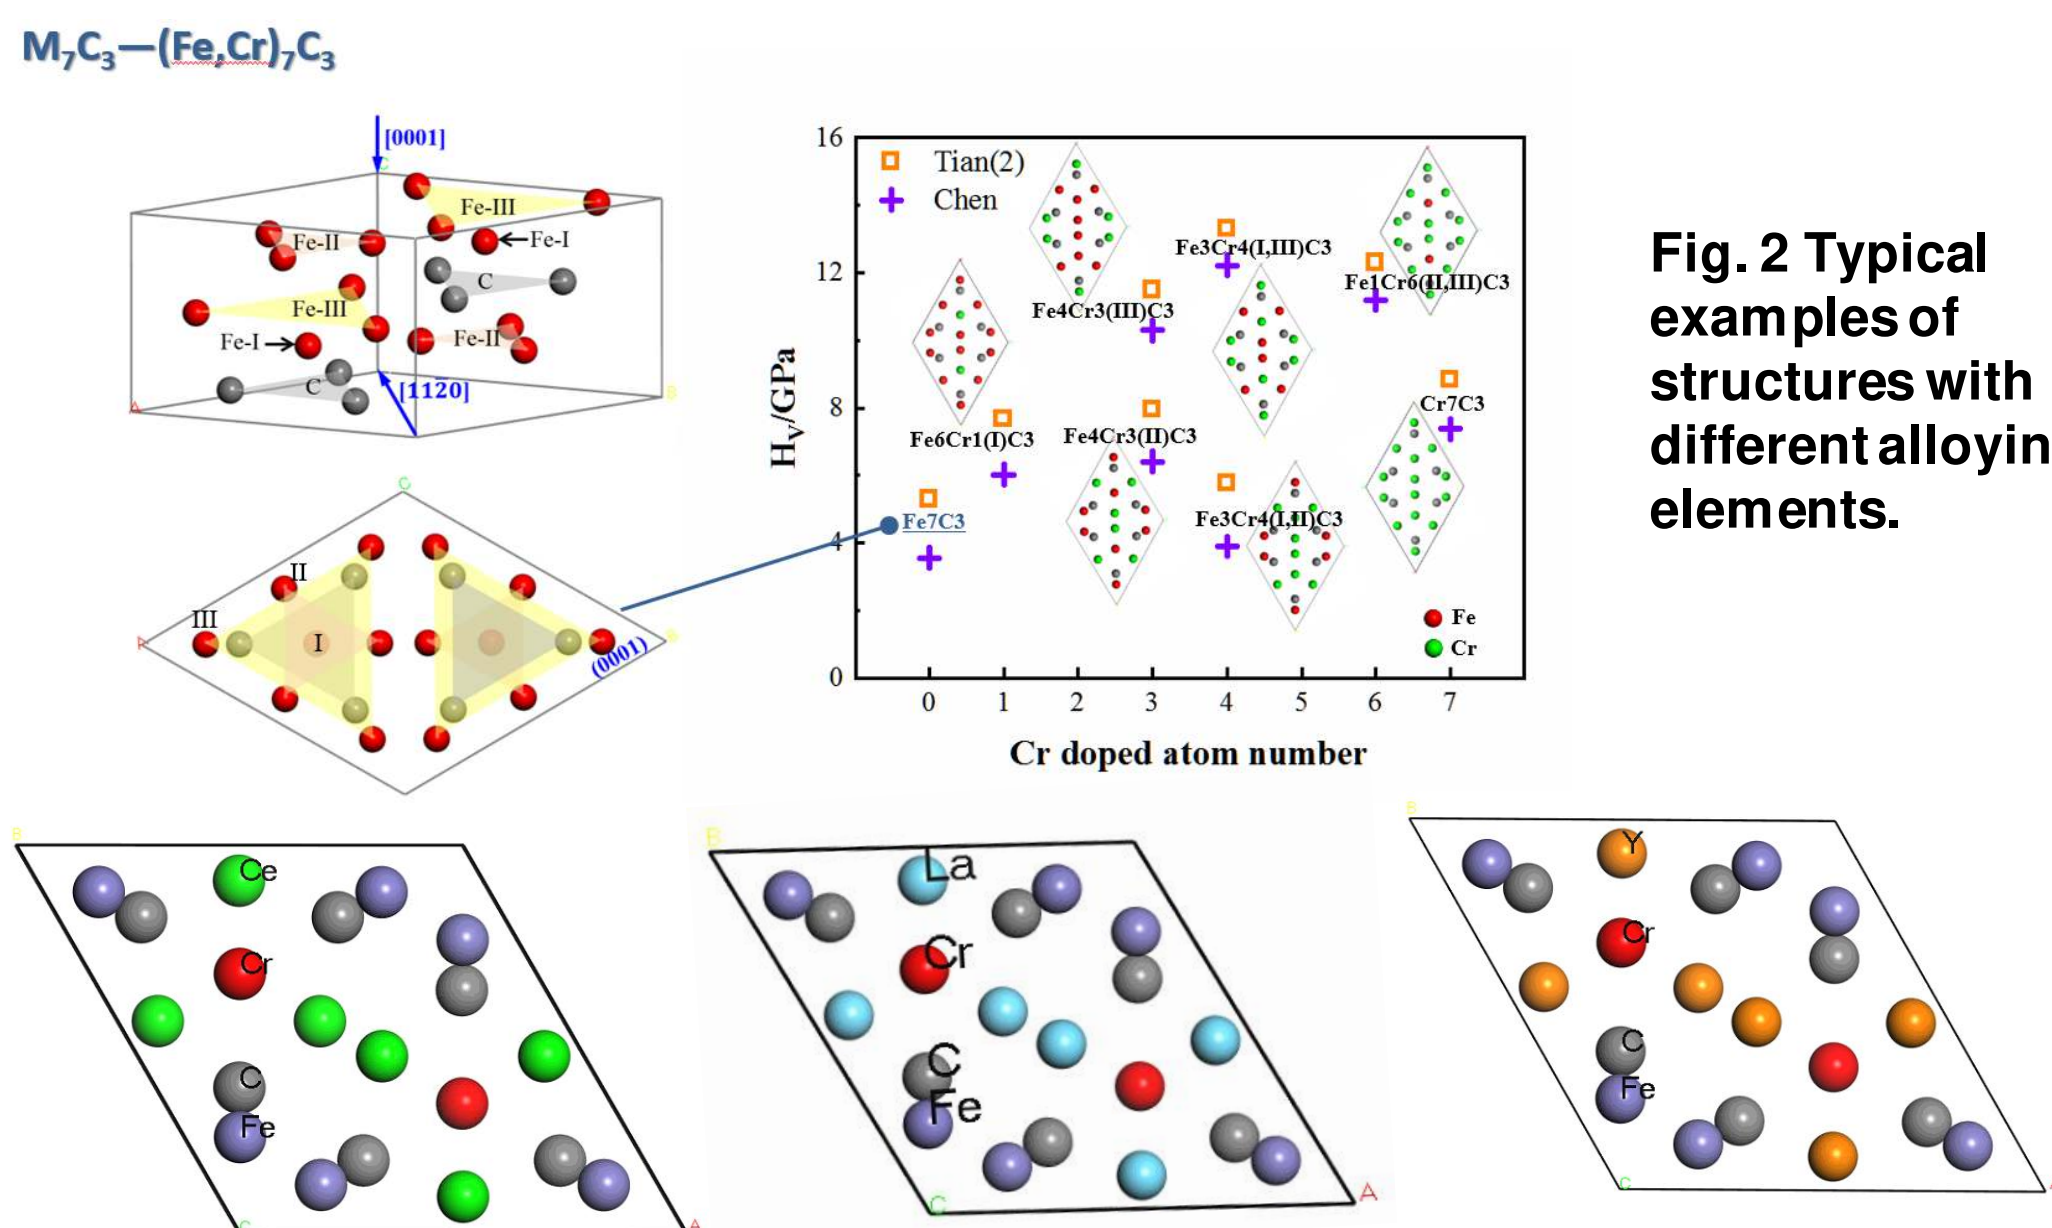 M7C3—(Fe,Cr)7C3
[0001]
C
Fe-III
Fe-II
Fe-I
C
Fe-III
Fe-I
Fe-II
C
[112̅0]
A
B
C
II
III
I
A
B
(0001)
16
12
8
4
0
HV/GPa
Tian(2)
Chen
Fe3Cr4(I,III)C3
Fe1Cr6(II,III)C3
Fe4Cr3(III)C3
Cr7C3
Fe6Cr1(I)C3
Fe4Cr3(II)C3
Fe7C3
Fe3Cr4(I,II)C3
Fe
Cr
0 1 2 3 4 5 6 7
Cr doped atom number
Fig. 2 Typical
examples of
structures with
different alloyin
elements.
B
Ce
Cr
C
Fe
C
A
B
La
Cr
C
Fe
C
A
B
Y
Cr
C
Fe
C